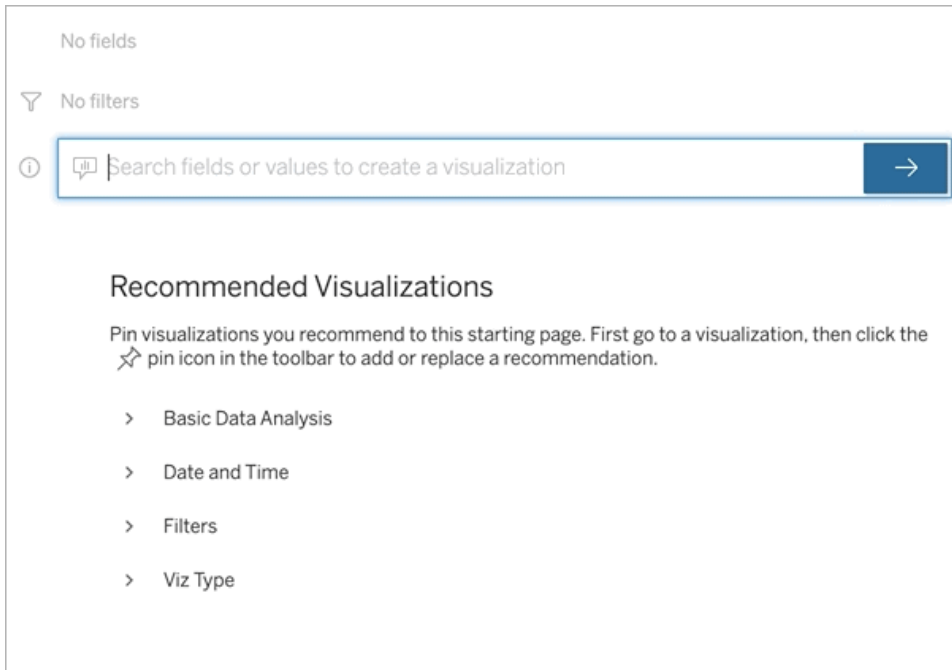 No fields
No filters
Search fields or values to create a visualization
Recommended Visualizations
Pin visualizations you recommend to this starting page. First go to a visualization, then click the
pin icon in the toolbar to add or replace a recommendation.
Basic Data Analysis
Date and Time
Filters
Viz Type